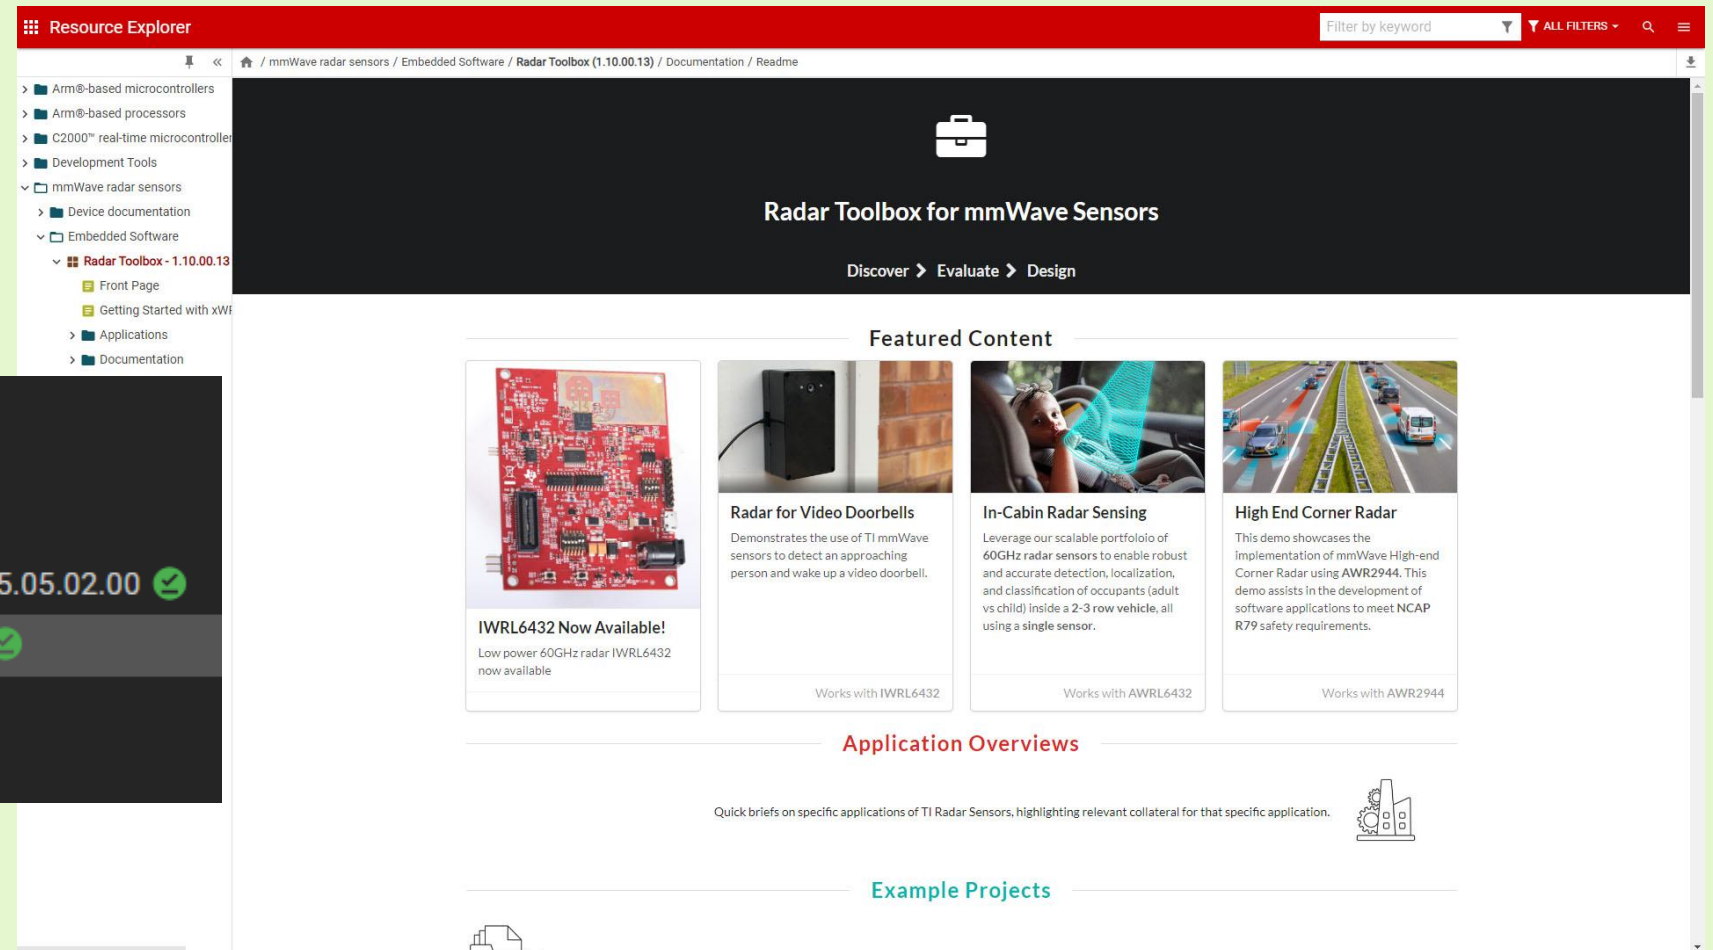 Resource Explorer
Filter by keyword
ALL FILTERS
/ mmWave radar sensors / Embedded Software / Radar Toolbox (1.10.00.13) / Documentation / Readme
Arm®-based microcontrollers
Arm®-based processors
C2000™ real-time microcontroller
Development Tools
mmWave radar sensors
Device documentation
Embedded Software
Radar Toolbox - 1.10.00.13
Front Page
Getting Started with xWR
Applications
Documentation
5.05.02.00
Radar Toolbox for mmWave Sensors
Discover Evaluate Design
Featured Content
IWRL6432 Now Available!
Low power 60GHz radar IWRL6432
now available
Radar for Video Doorbells
Demonstrates the use of TI mmWave
sensors to detect an approaching
person and wake up a video doorbell.
Works with IWRL6432
In-Cabin Radar Sensing
Leverage our scalable portfoloio of
60GHz radar sensors to enable robust
and accurate detection, localization,
and classification of occupants (adult
vs child) inside a 2-3 row vehicle, all
using a single sensor.
Works with AWRL6432
High End Corner Radar
This demo showcases the
implementation of mmWave High-end
Corner Radar using AWR2944. This
demo assists in the development of
software applications to meet NCAP
R79 safety requirements.
Works with AWR2944
Application Overviews
Quick briefs on specific applications of TI Radar Sensors, highlighting relevant collateral for that specific application.
Example Projects